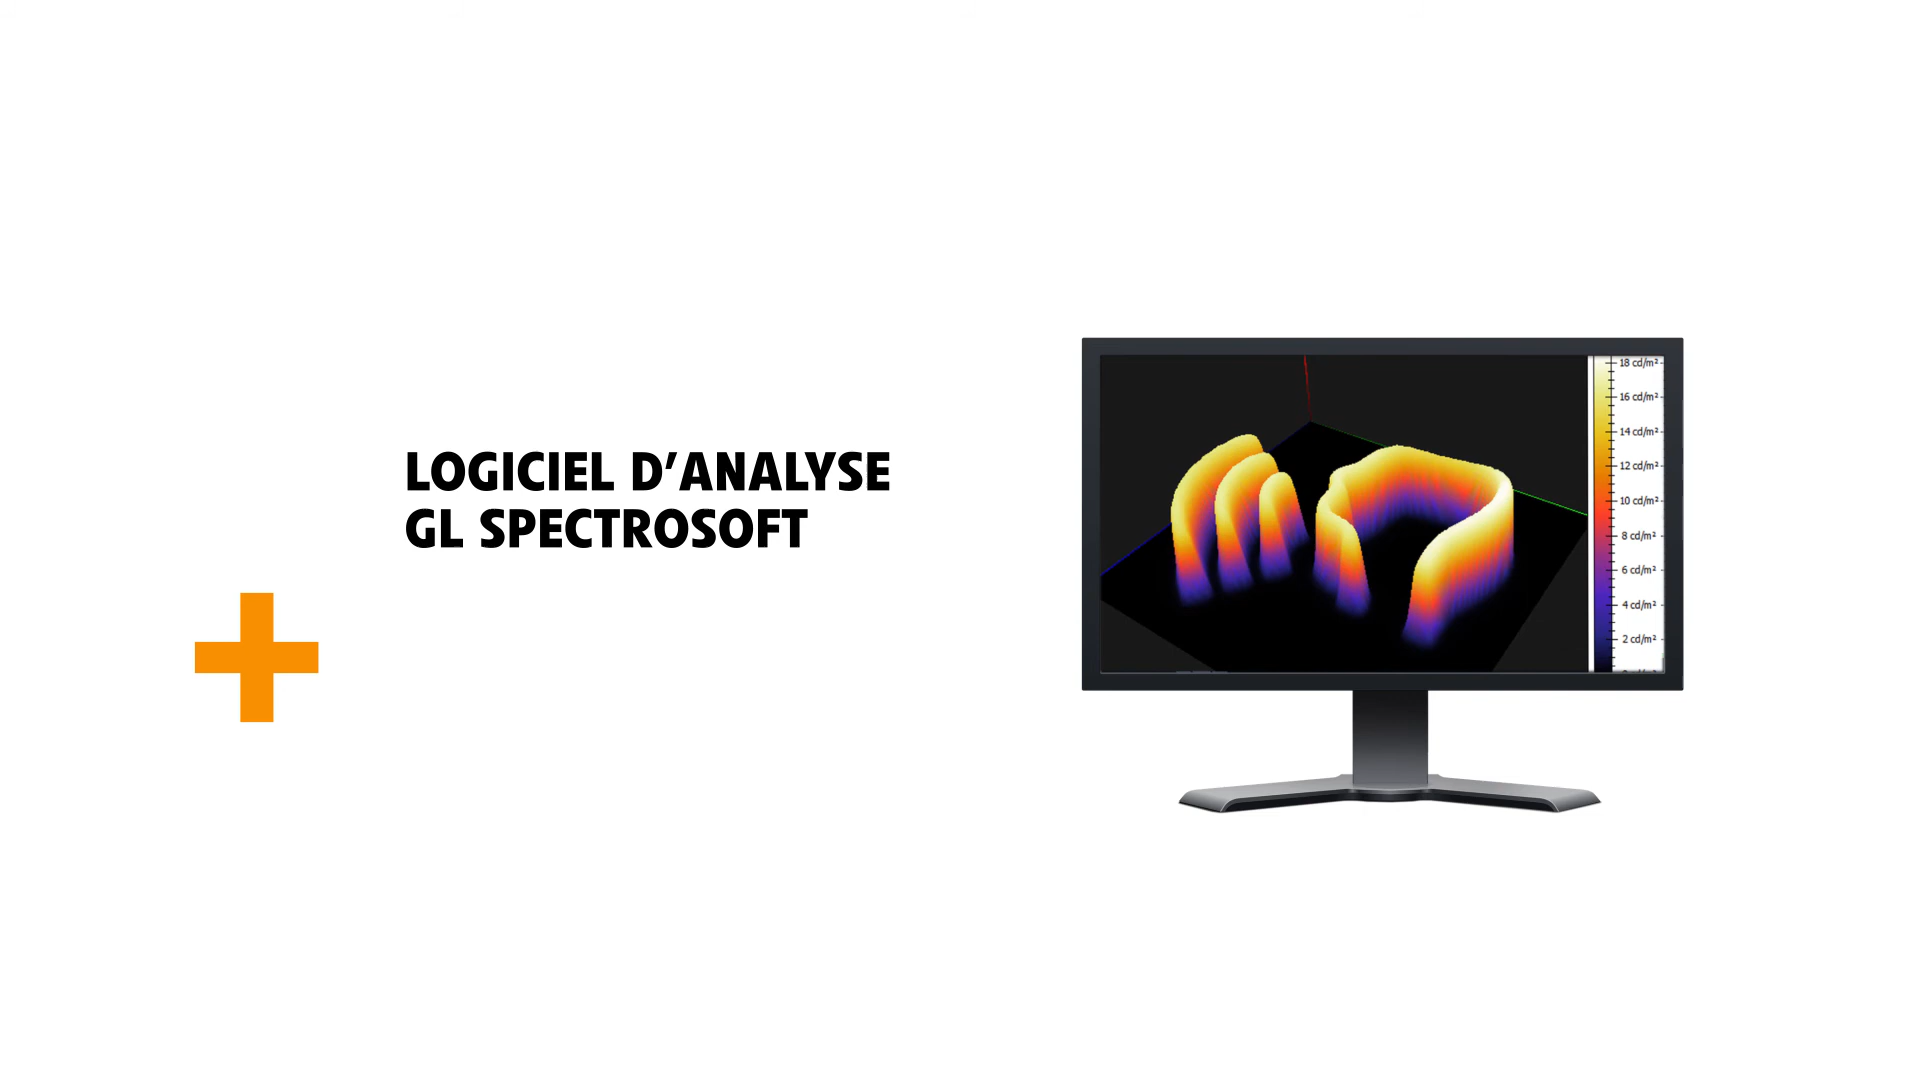 LOGICIEL D’ANALYSE
GL SPECTROSOFT
18 cd/m²
16 cd/m²
14 cd/m²
12 cd/m²
10 cd/m²
8 cd/m²
6 cd/m²
4 cd/m²
2 cd/m²